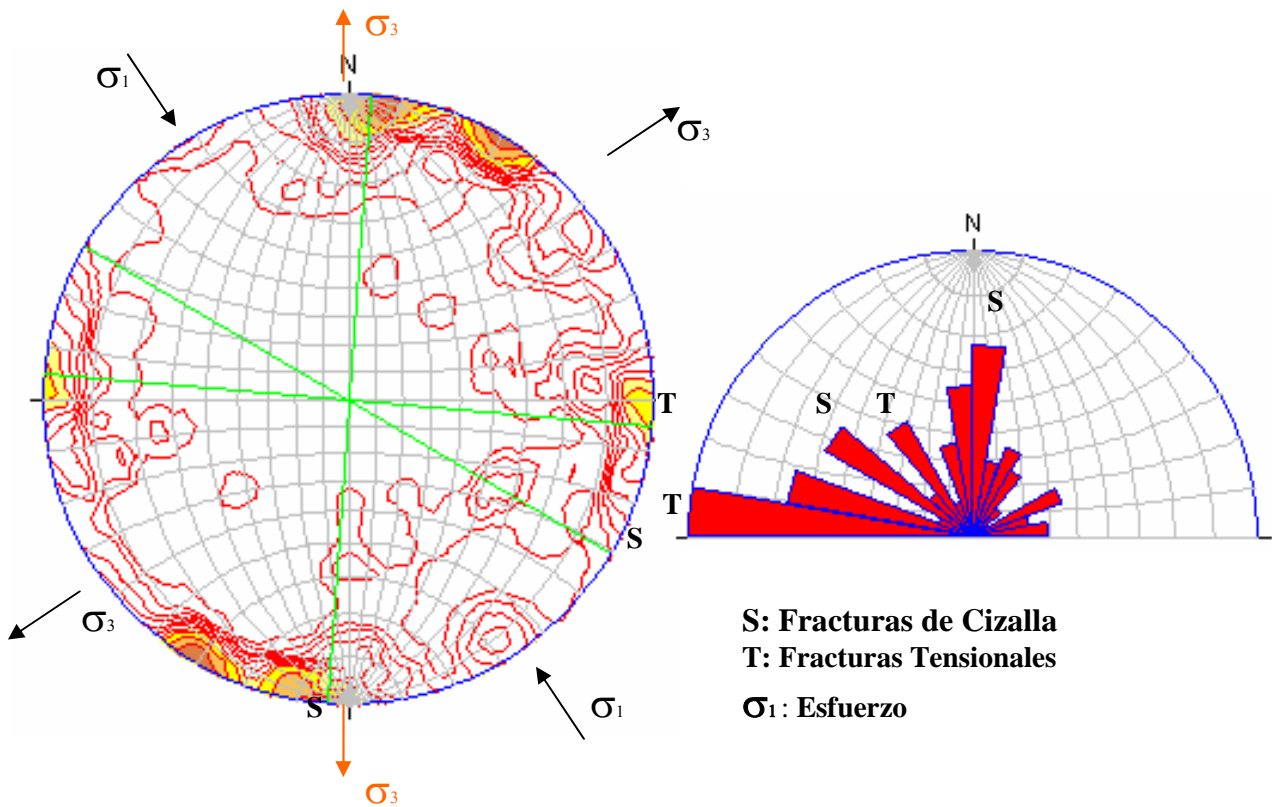 σ3
N
σ1
σ3
T
S
S
σ3
σ1
σ3
N
S
S
T
T
S: Fracturas de Cizalla
T: Fracturas Tensionales
σ1 : Esfuerzo